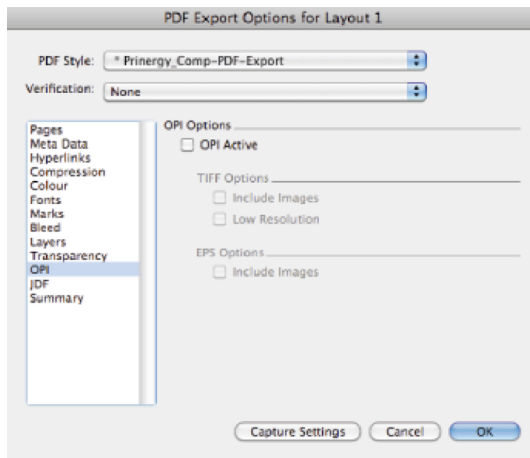 PDF Export Options for Layout 1
PDF Style: * Prinergy_Comp-PDF-Export
Verification: None
Pages
Meta Data
Hyperlinks
Compression
Colour
Fonts
Marks
Bleed
Layers
Transparency
OPI
JDF
Summary
OPI Options
OPI Active
TIFF Options
Include Images
Low Resolution
EPS Options
Include Images
Capture Settings Cancel OK